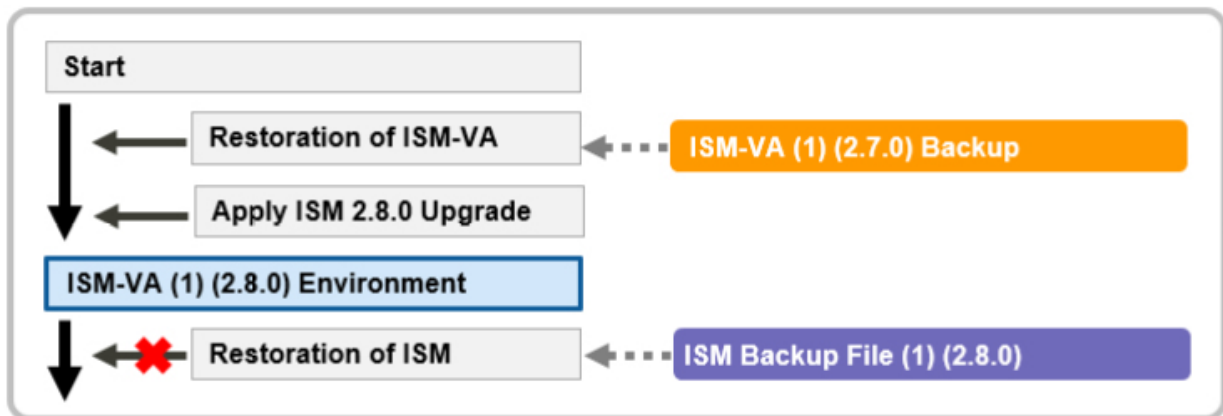 Start
Restoration of ISM-VA
ISM-VA (1) (2.7.0) Backup
Apply ISM 2.8.0 Upgrade
ISM-VA (1) (2.8.0) Environment
Restoration of ISM
ISM Backup File (1) (2.8.0)